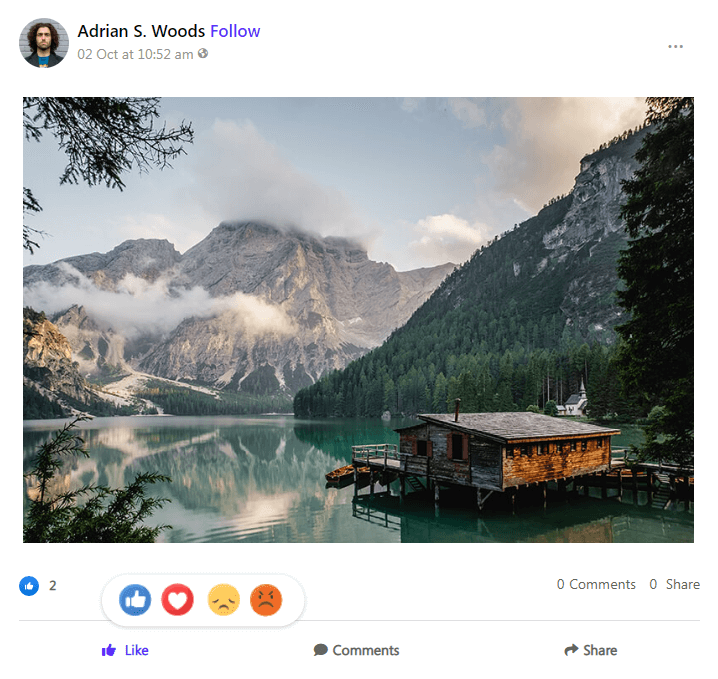 Adrian S. Woods Follow
02 Oct at 10:52 am
2
0 Comments 0 Share
Like
Comments
Share